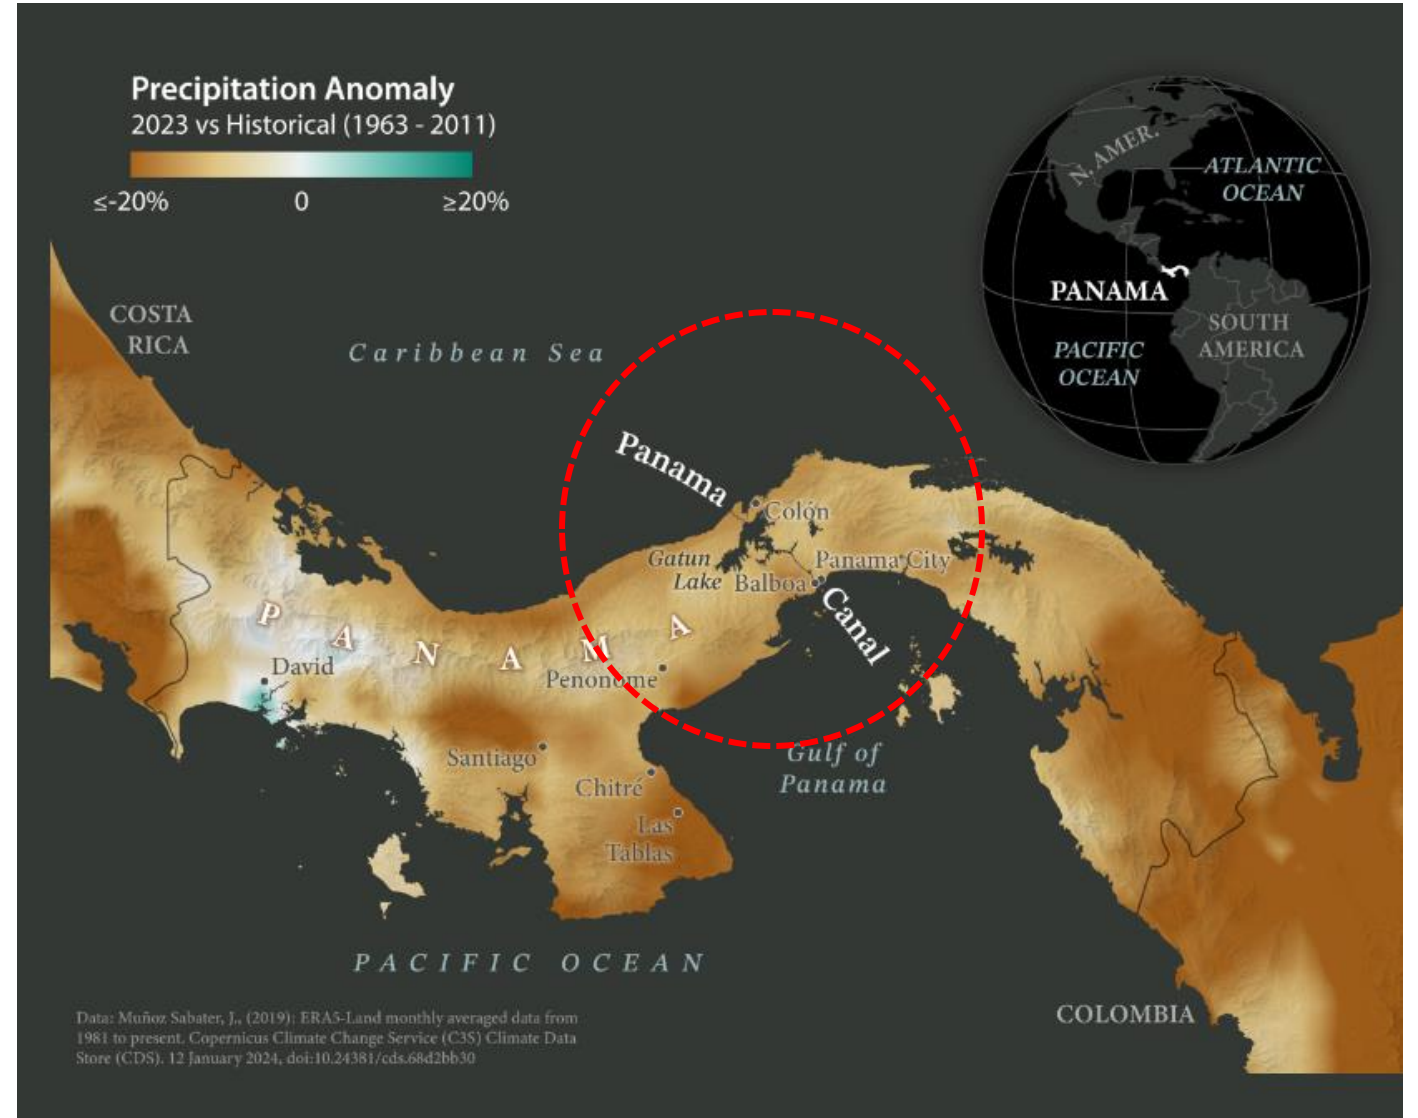 Precipitation Anomaly
2023 vs Historical (1963 - 2011)
≤-20% 0 ≥20%
N. AMER.
ATLANTIC
OCEAN
PANAMA
SOUTH
AMERICA
PACIFIC
OCEAN
COSTA
RICA
Caribbean Sea
Panama
Colón
Gatun
Lake
Panama City
Balboa
Canal
PANAMA
David
Penonome
Santiago
Chitré
Las
Tablas
Gulf of
Panama
PACIFIC OCEAN
COLOMBIA
Data: Muñoz Sabater, J., (2019): ERA5-Land monthly averaged data from
1981 to present. Copernicus Climate Change Service (C3S) Climate Data
Store (CDS). 12 January 2024, doi:10.24381/cds.68d2bb30